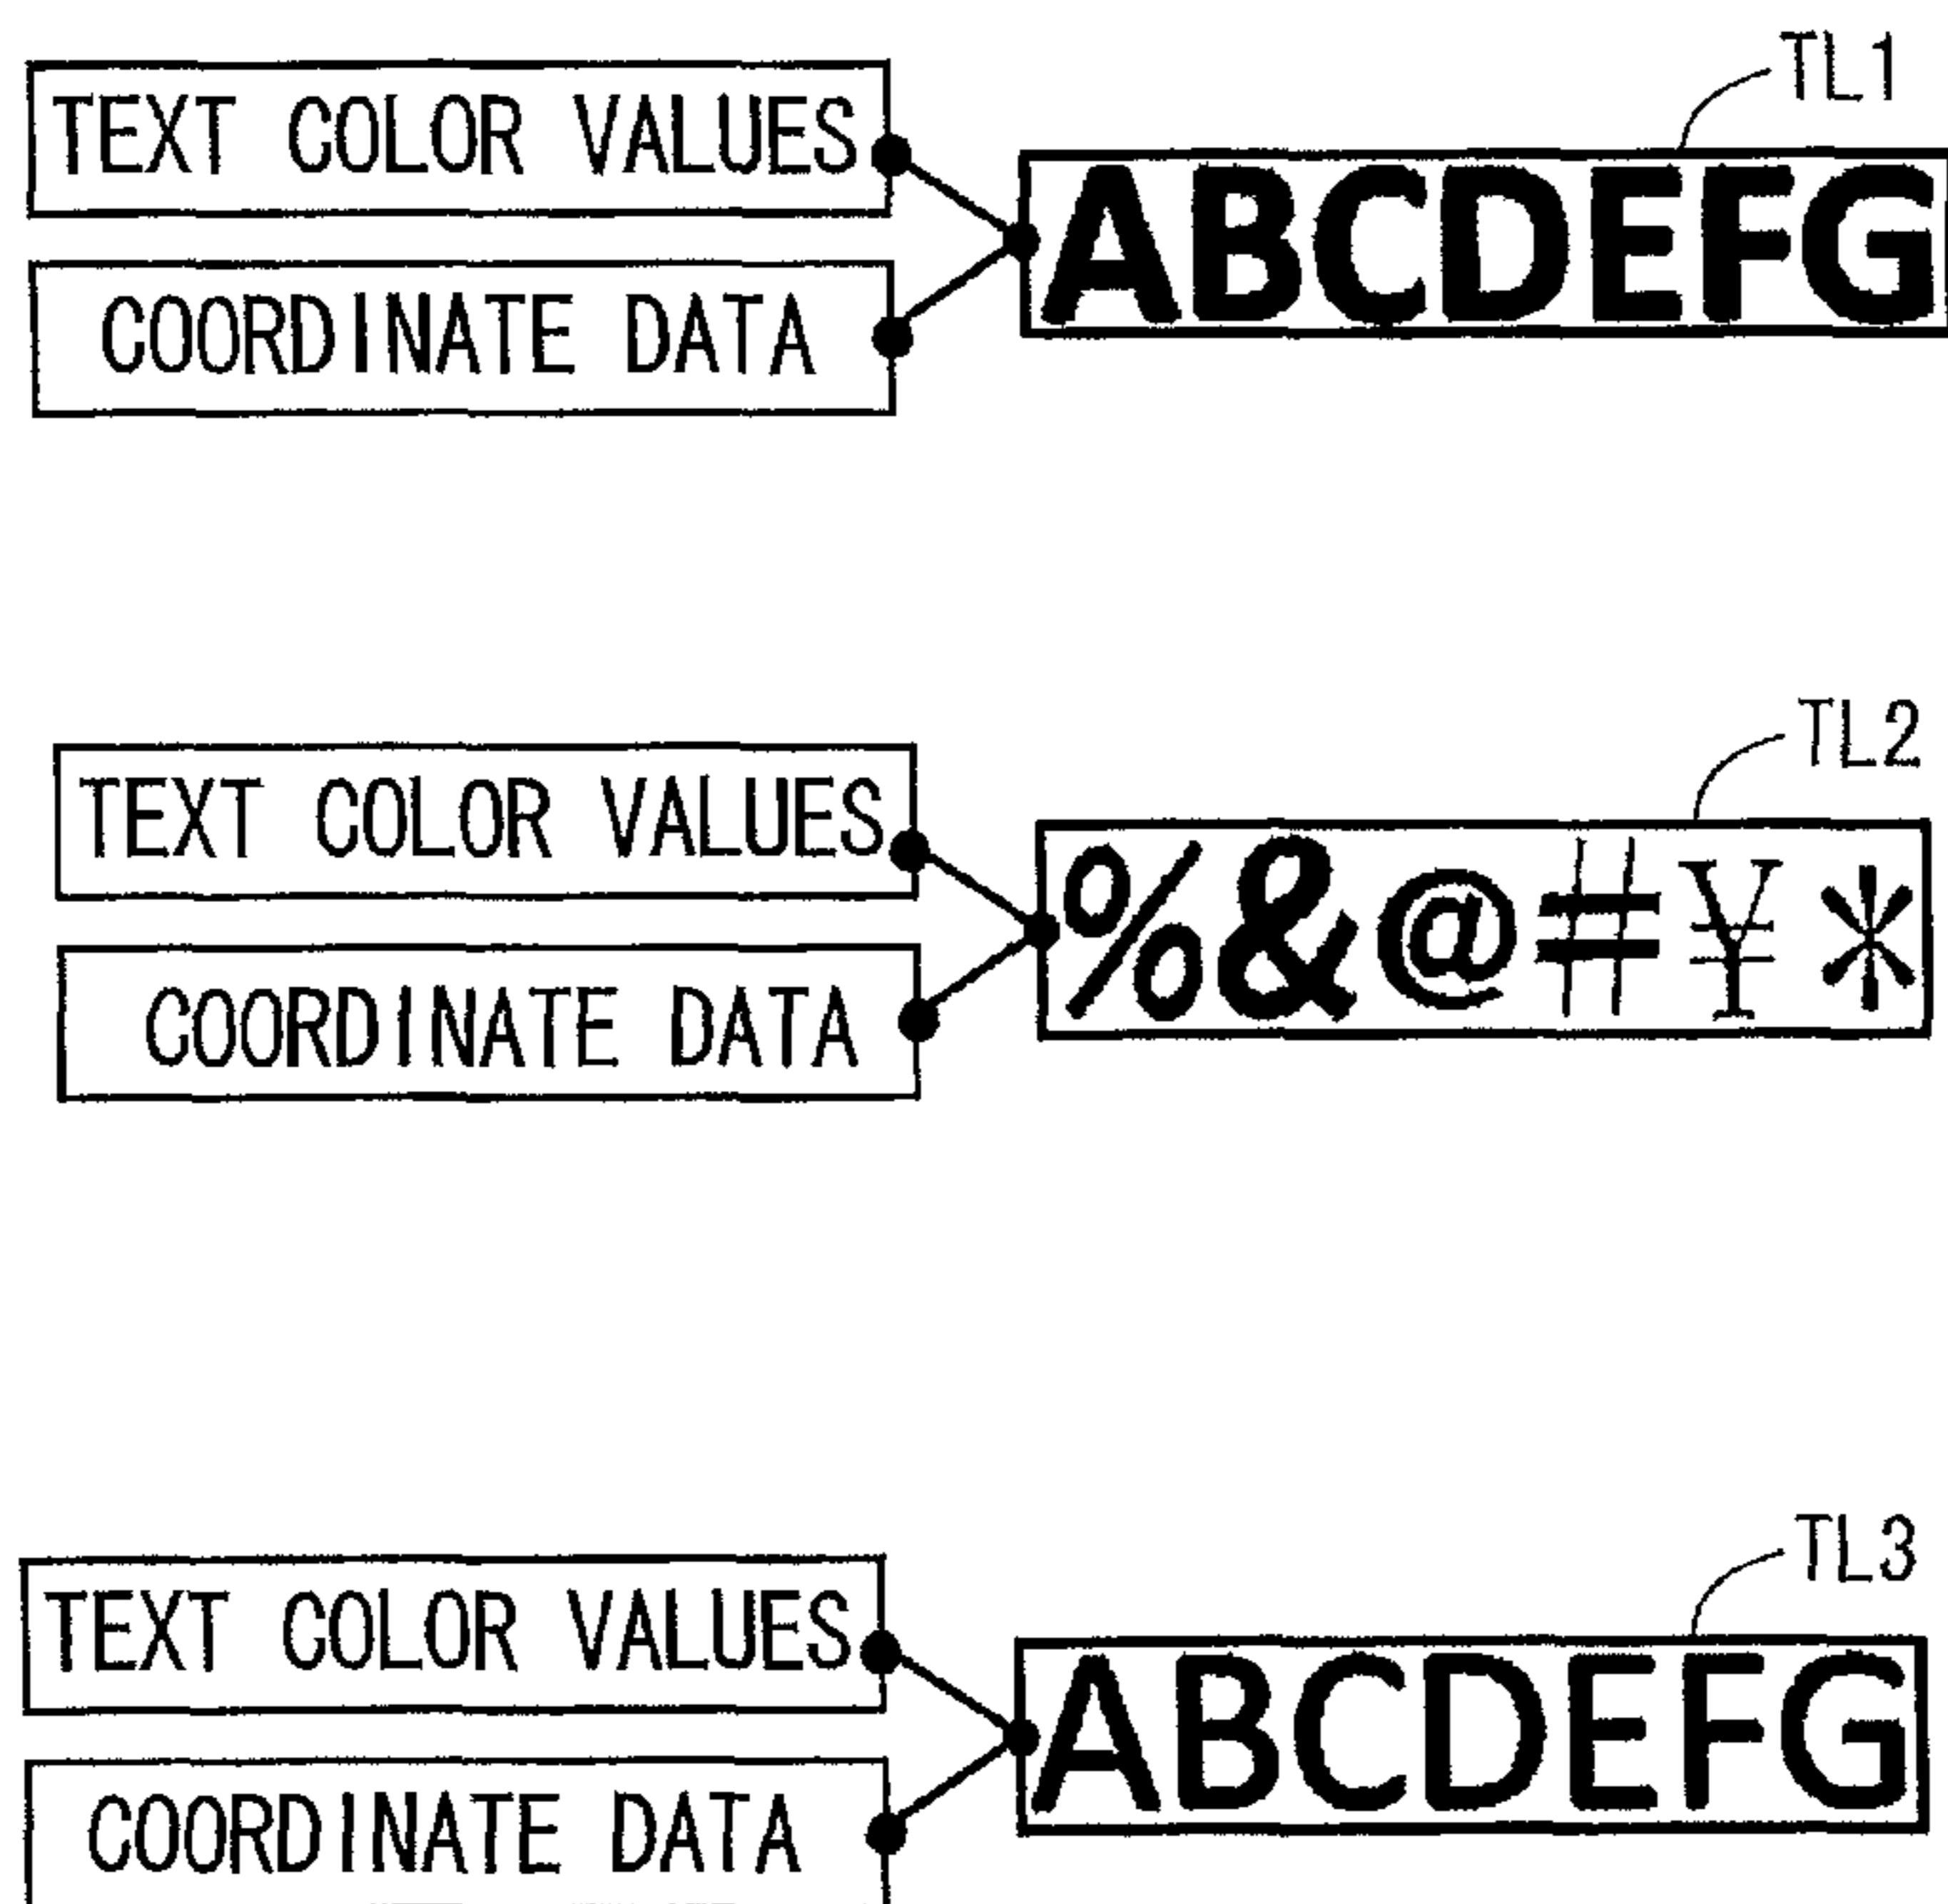 TL1
TEXT COLOR VALUES
ABCDEFG
COORDINATE DATA
TL2
TEXT COLOR VALUES
%&@#¥*
COORDINATE DATA
TL3
TEXT COLOR VALUES
ABCDEFG
COORDINATE DATA